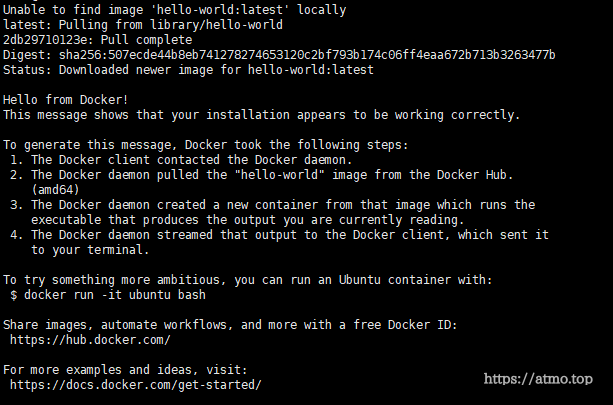 Unable to find image 'hello-world:latest' locally
latest: Pulling from library/hello-world
2db29710123e: Pull complete
Digest: sha256:507ecde44b8eb741278274653120c2bf793b174c06ff4eaa672b713b3263477b
Status: Downloaded newer image for hello-world:latest
Hello from Docker!
This message shows that your installation appears to be working correctly.
To generate this message, Docker took the following steps:
1. The Docker client contacted the Docker daemon.
2. The Docker daemon pulled the "hello-world" image from the Docker Hub.
(amd64)
3. The Docker daemon created a new container from that image which runs the
executable that produces the output you are currently reading.
4. The Docker daemon streamed that output to the Docker client, which sent it
to your terminal.
To try something more ambitious, you can run an Ubuntu container with:
$ docker run -it ubuntu bash
Share images, automate workflows, and more with a free Docker ID:
https://hub.docker.com/
For more examples and ideas, visit:
https://docs.docker.com/get-started/
https://atmo.top